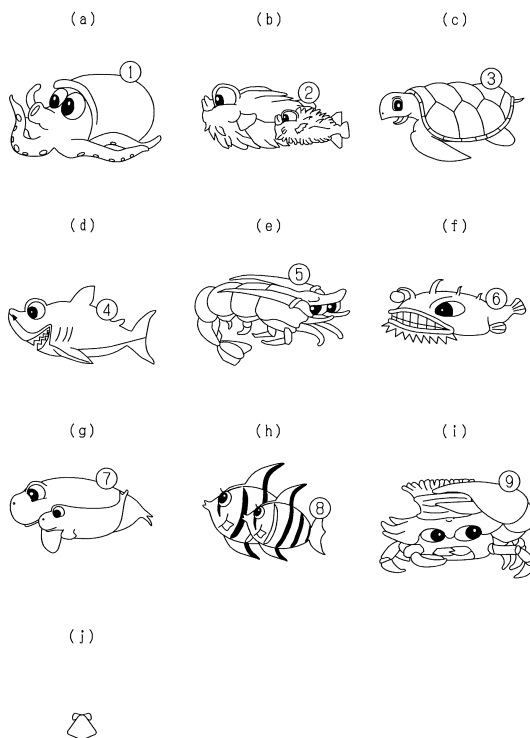 (a) (b) (c)
① ② ③
(d) (e) (f)
④ ⑤ ⑥
(g) (h) (i)
⑦ ⑧ ⑨
(j)